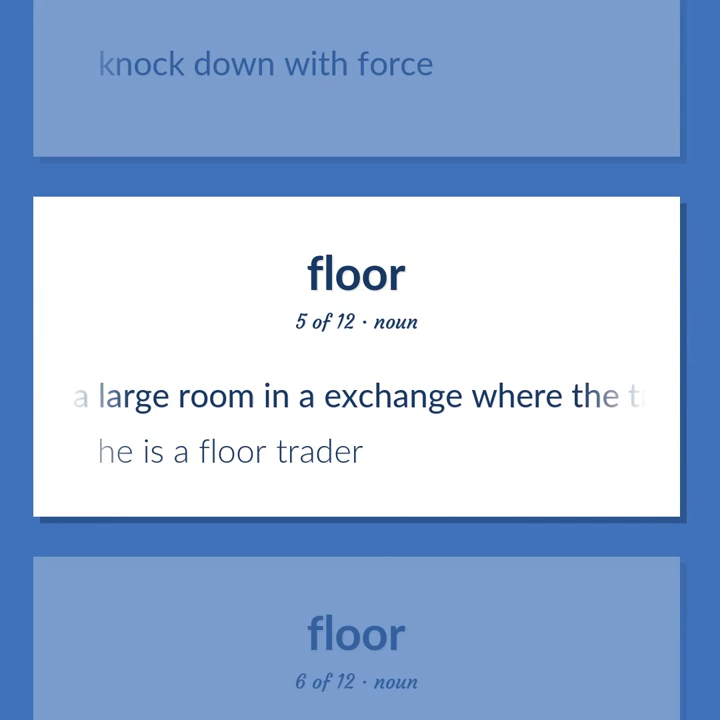 knock down with force
floor
5 of 12 · noun
a large room in a exchange where the
he is a floor trader
floor
6 of 12 · noun